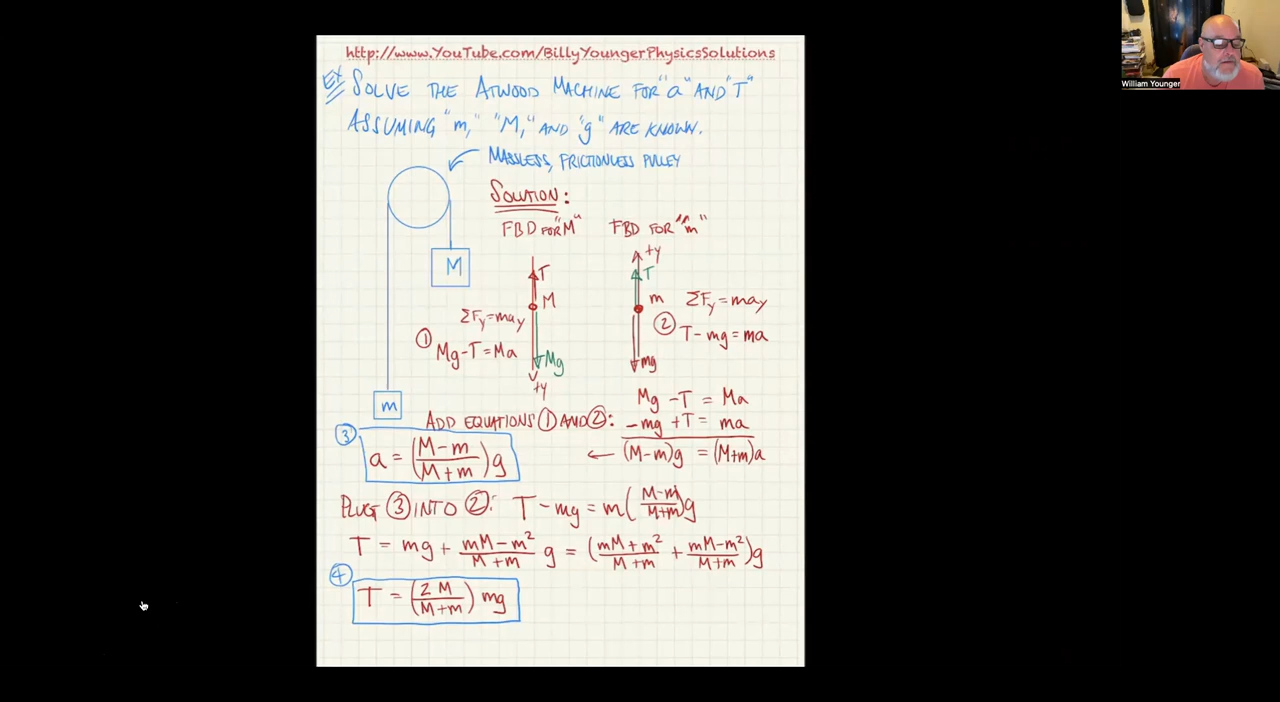 http://www.YouTube.com/BillyYoungerPhysicsSolutions
William Younger
Ex SOLVE THE ATWOOD MACHINE FOR "a" AND "T"
ASSUMING "m," "M," AND "g" ARE KNOWN.
MASSLESS, FRICTIONLESS PULLEY
SOLUTION:
FBD FOR "M" FBD FOR "m"
+y
T T
M
M m ΣFy = may
ΣFy = may ② T - mg = ma
① Mg - T = Ma
Mg mg
+y
m
Mg - T = Ma
ADD EQUATIONS ① AND ②: -mg + T = ma
← (M-m)g = (M+m)a
③ a = (M-m / M+m) g
PLUG ③ INTO ②: T - mg = m (M-m / M+m) g
T = mg + mM - m² / M+m g = (mM + m² / M+m + mM - m² / M+m) g
④ T = (2M / M+m) mg